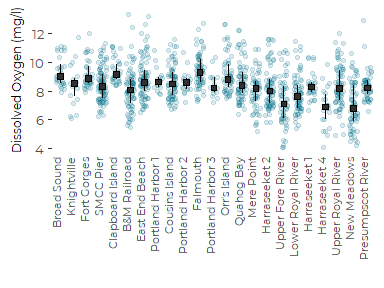 Dissolved Oxygen (mg/l)
12
10
8
6
4
Broad Sound
Knightville
Fort Gorges
SMCC Pier
Clapboard Island
B&M Railroad
East End Beach
Portland Harbor 1
Cousins Island
Portland Harbor 2
Falmouth
Portland Harbor 3
Orrs Island
Quahog Bay
Mere Point
Harraseeket 2
Upper Fore River
Lower Royal River
Harraseeket 1
Harraseeket 4
Upper Royal River
New Meadows
Presumpscot River